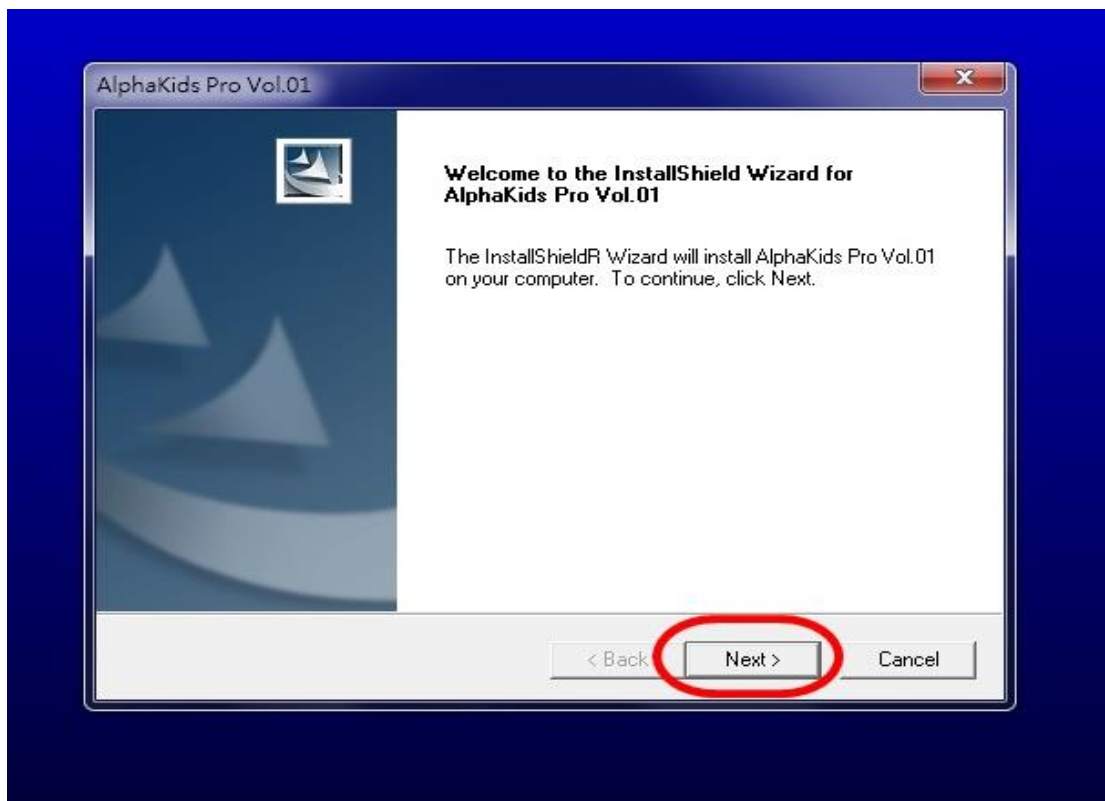 AlphaKids Pro Vol.01
Welcome to the InstallShield Wizard for
AlphaKids Pro Vol.01
The InstallShieldR Wizard will install AlphaKids Pro Vol.01
on your computer.  To continue, click Next.
< Back
Next >
Cancel